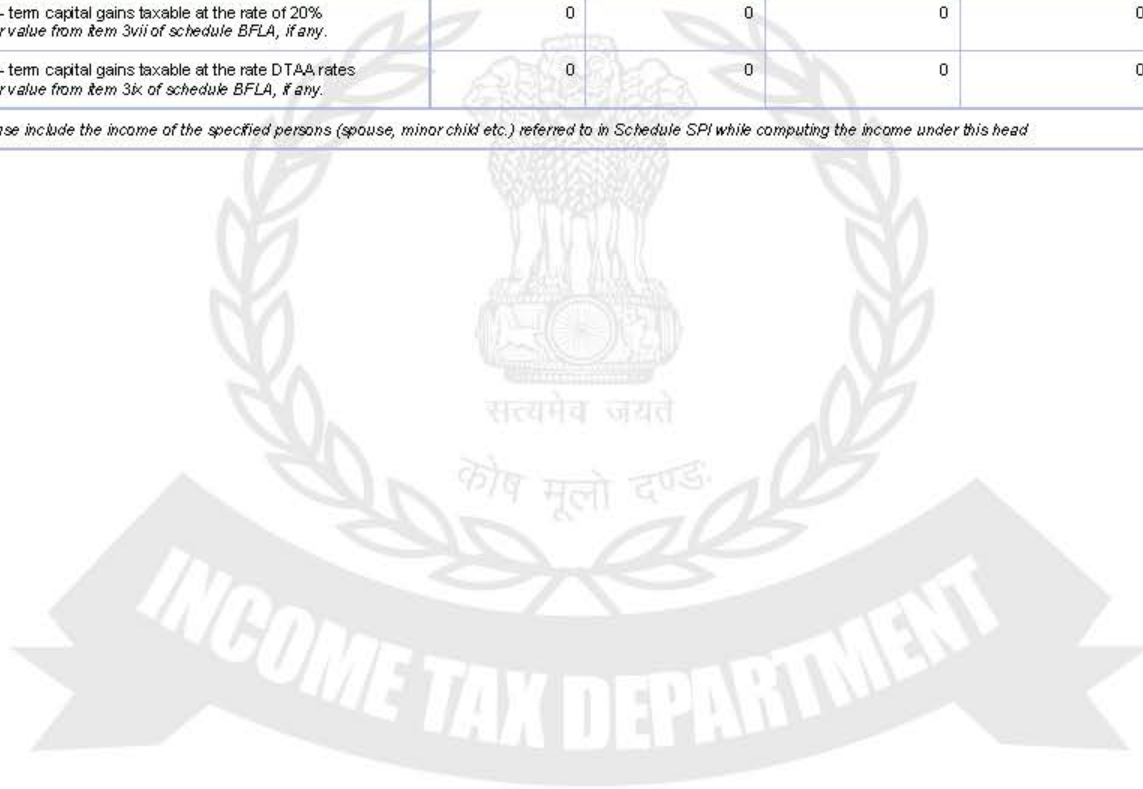 - term capital gains taxable at the rate of 20% 0 0 0 0
r value from item 3vii of schedule BFLA, if any.
- term capital gains taxable at the rate DTAA rates 0 0 0 0
r value from item 3ix of schedule BFLA, if any.
se include the income of the specified persons (spouse, minor child etc.) referred to in Schedule SPI while computing the income under this head
सत्यमेव जयते
कोष मूलो दण्डः
INCOME TAX DEPARTMENT